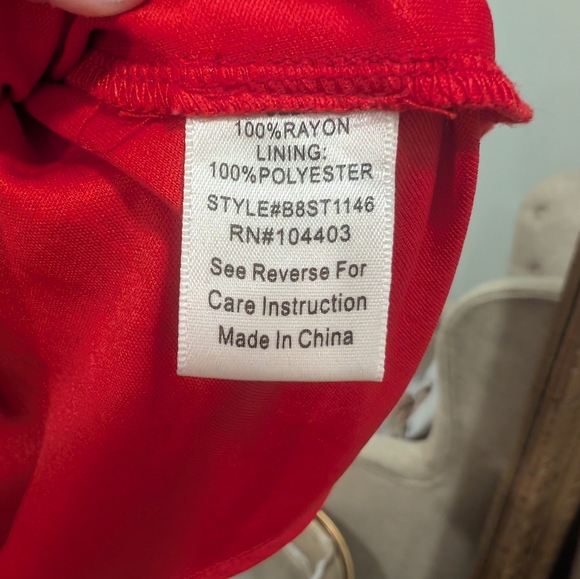 100%RAYON
LINING:
100%POLYESTER
STYLE#B8ST1146
RN#104403
See Reverse For
Care Instruction
Made In China